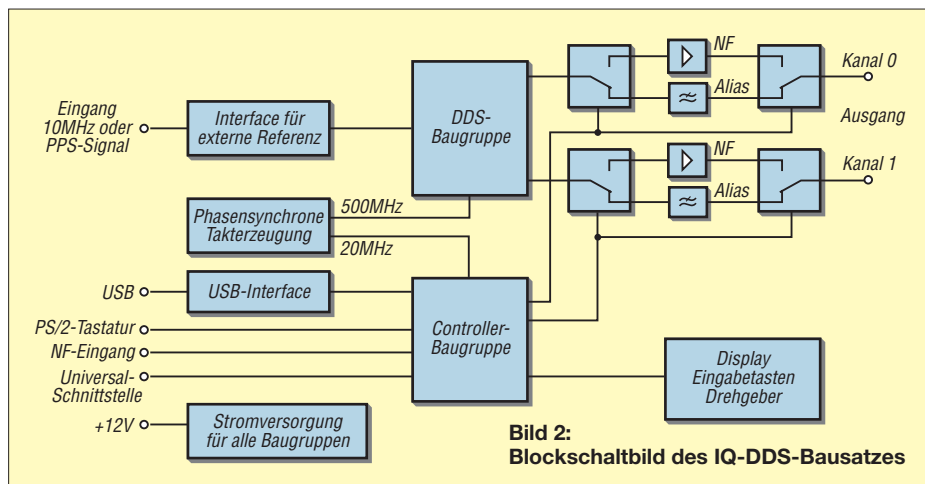 Eingang
10MHz oder
PPS-Signal
Interface für
externe Referenz
DDS-
Baugruppe
NF
Alias
Kanal 0
Ausgang
NF
Alias
Kanal 1
Phasensynchrone
Takterzeugung
500MHz
20MHz
USB
USB-Interface
PS/2-Tastatur
NF-Eingang
Universal-
Schnittstelle
Controller-
Baugruppe
Display
Eingabetasten
Drehgeber
+12V
Stromversorgung
für alle Baugruppen
Bild 2:
Blockschaltbild des IQ-DDS-Bausatzes